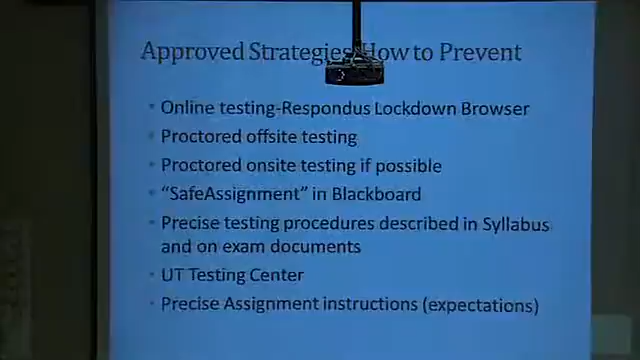 Approved Strategies How to Prevent
• Online testing-Respondus Lockdown Browser
• Proctored offsite testing
• Proctored onsite testing if possible
• “SafeAssignment” in Blackboard
• Precise testing procedures described in Syllabus
and on exam documents
• UT Testing Center
• Precise Assignment instructions (expectations)